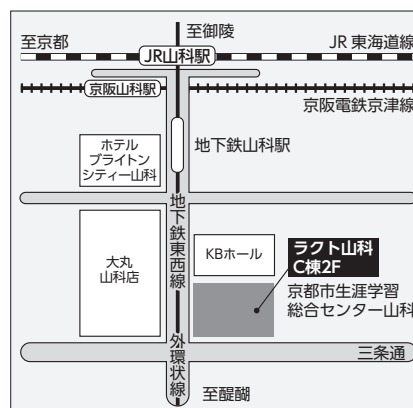 至御陵
至京都
JR 東海道線
JR山科駅
京阪山科駅
京阪電鉄京津線
ホテル
ブライトン
シティー山科
地下鉄山科駅
地下鉄東西線
大丸
山科店
KBホール
ラクト山科
C棟2F
京都市生涯学習
総合センター山科
外環状線
三条通
至醍醐